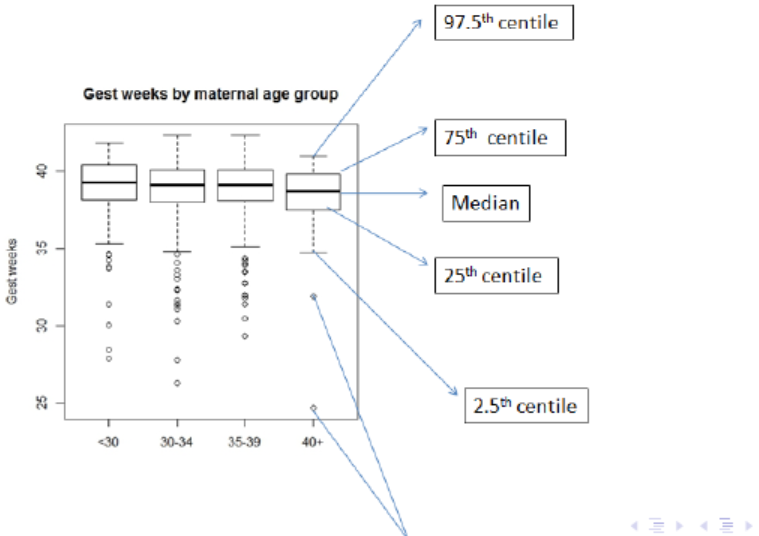 97.5th centile
Gest weeks by maternal age group
75th centile
Median
25th centile
2.5th centile
Gest weeks
40
35
30
25
<30
30-34
35-39
40+